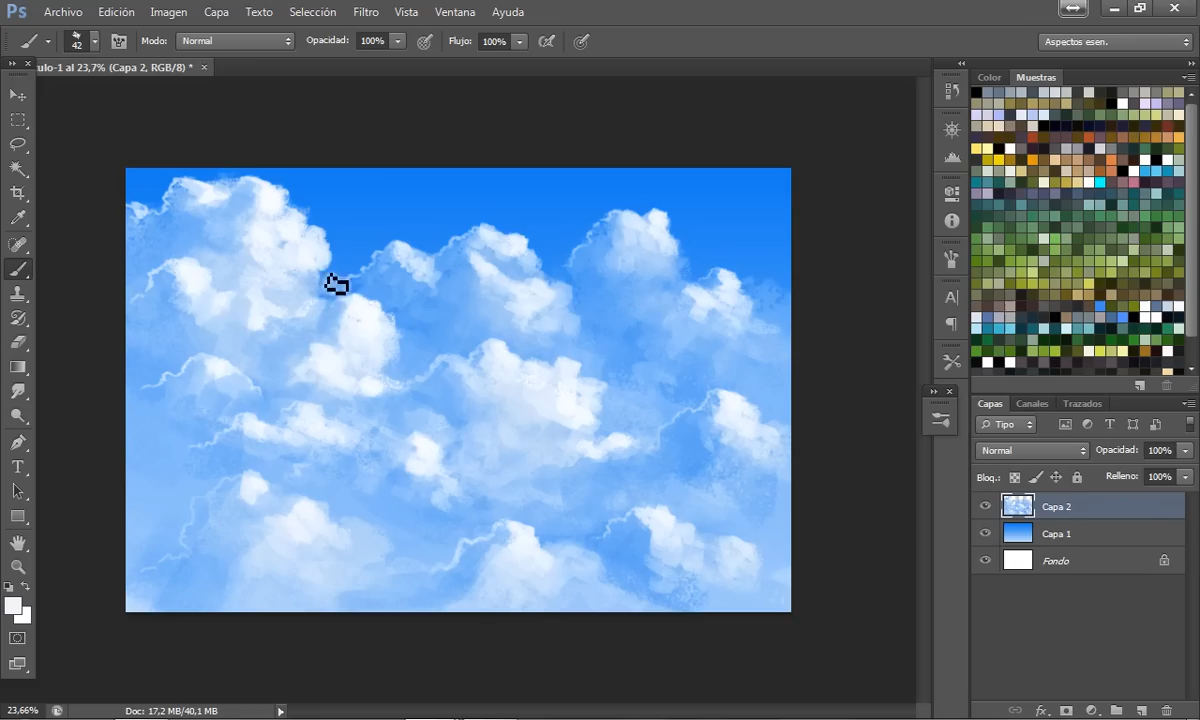 Ps Archivo Edición Imagen Capa Texto Selección Filtro Vista Ventana Ayuda
42 Modo: Normal Opacidad: 100% Flujo: 100% Aspectos esen.
ulo-1 al 23,7% (Capa 2, RGB/8) * ×
Color Muestras
Capas Canales Trazados
Tipo
Normal Opacidad: 100%
Bloq.: Relleno: 100%
Capa 2
Capa 1
Fondo
23,66% Doc: 17,2 MB/40,1 MB